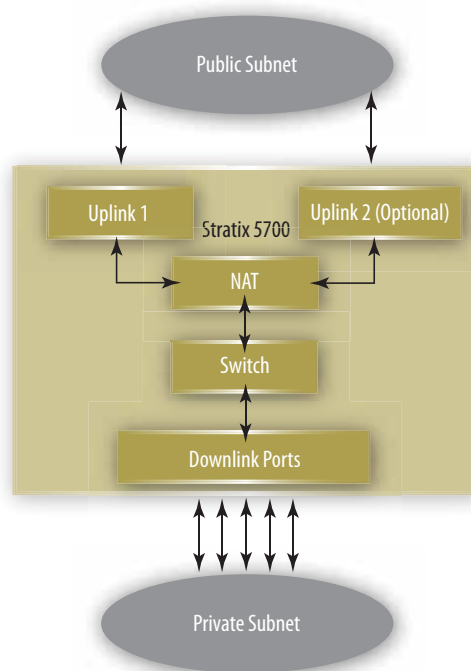 Public Subnet
Uplink 1
Uplink 2 (Optional)
Stratix 5700
NAT
Switch
Downlink Ports
Private Subnet